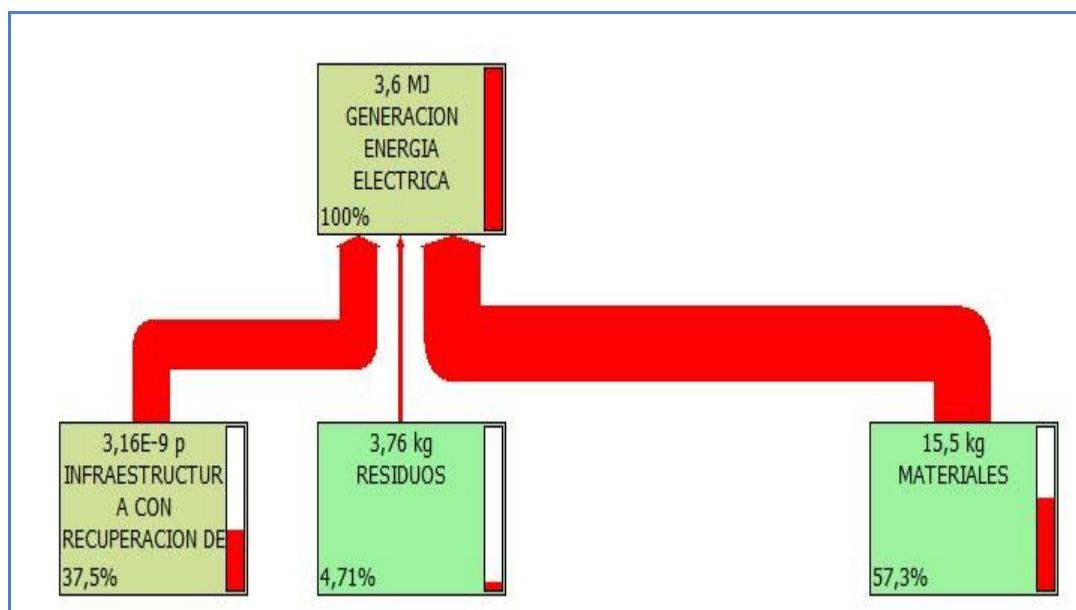 3,6 MJ
GENERACION
ENERGIA
ELECTRICA
100%
3,16E-9 p
INFRAESTRUCTUR
A CON
RECUPERACION DE
37,5%
3,76 kg
RESIDUOS
4,71%
15,5 kg
MATERIALES
57,3%